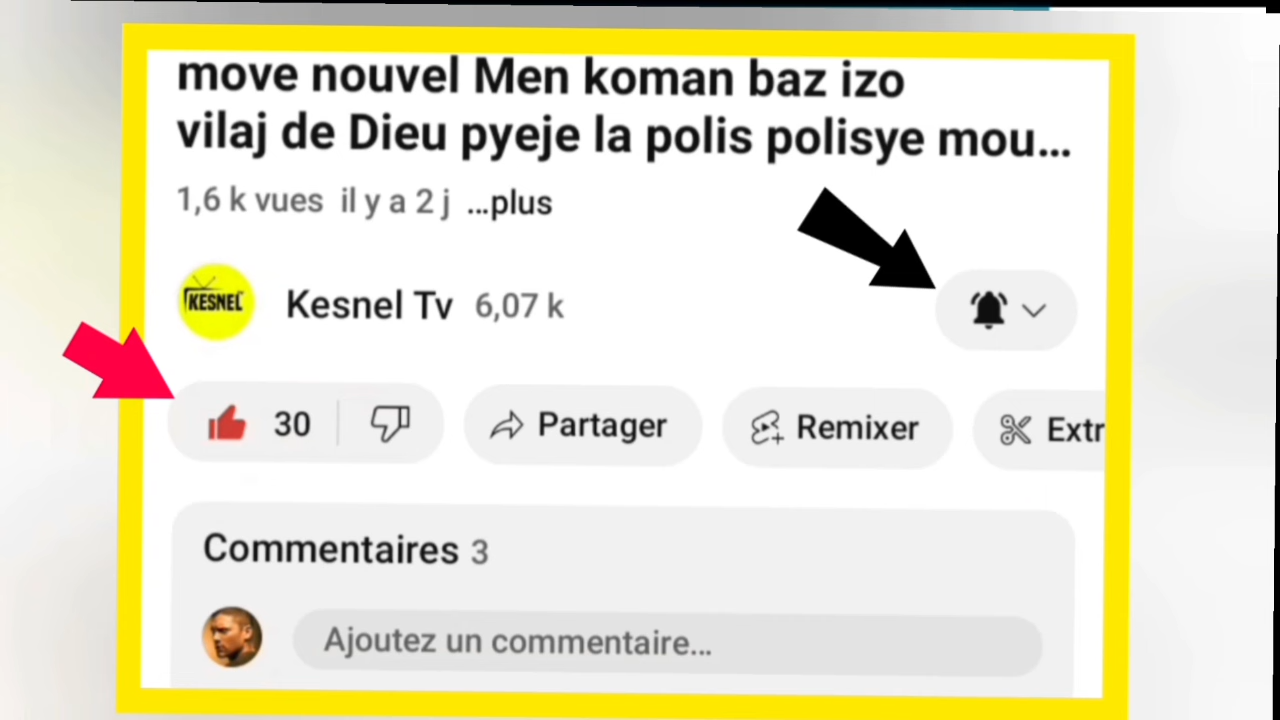 move nouvel Men koman baz izo
vilaj de Dieu pyeje la polis polisye mou...
1,6 k vues il y a 2 j ...plus
KESNEL
Kesnel Tv 6,07 k
30
Partager
Remixer
Extr
Commentaires 3
Ajoutez un commentaire...